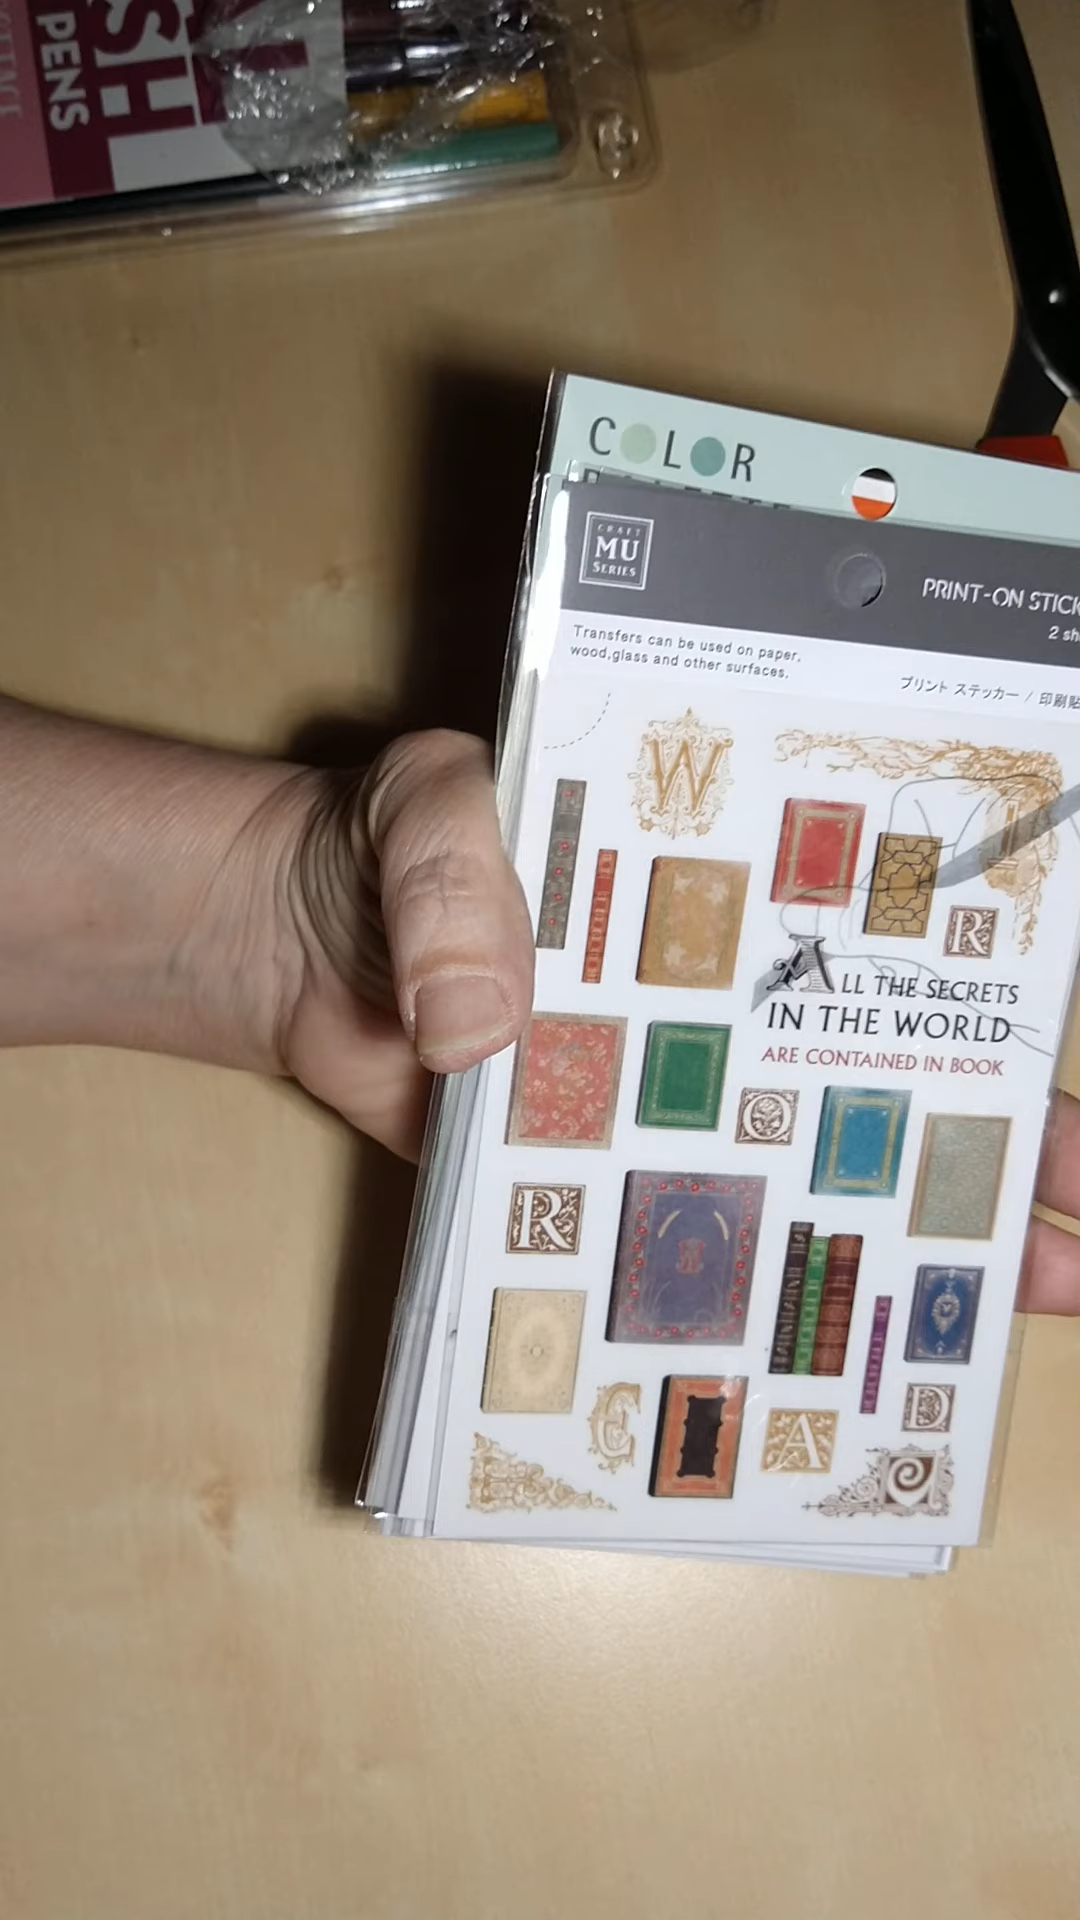 PENS
SH
COLOR
CRAFT
MU
SERIES
PRINT-ON STICK
2 sh
Transfers can be used on paper,
wood,glass and other surfaces.
プリント ステッカー / 印刷貼
W
I
R
ALL THE SECRETS
IN THE WORLD
ARE CONTAINED IN BOOK
O
R
D
E
A
C